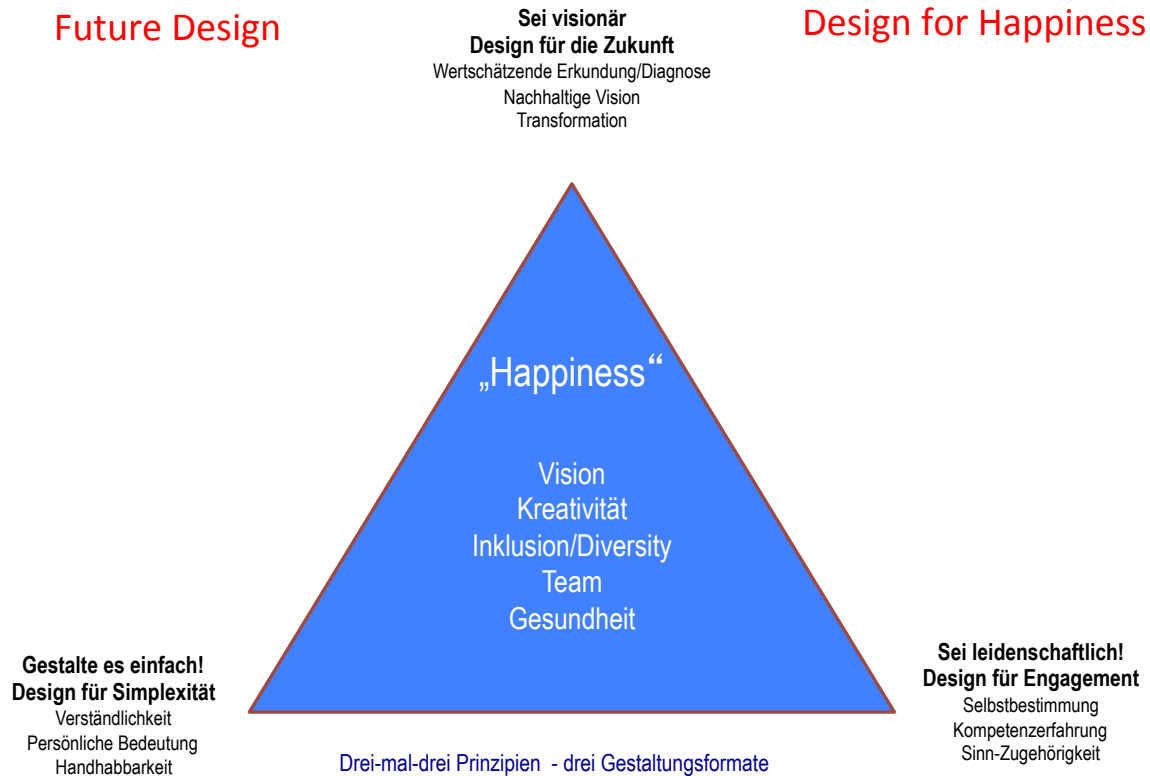 Future Design
Sei visionär
Design für die Zukunft
Wertschätzende Erkundung/Diagnose
Nachhaltige Vision
Transformation
Design for Happiness
„Happiness“
Vision
Kreativität
Inklusion/Diversity
Team
Gesundheit
Gestalte es einfach!
Design für Simplexität
Verständlichkeit
Persönliche Bedeutung
Handhabbarkeit
Sei leidenschaftlich!
Design für Engagement
Selbstbestimmung
Kompetenzerfahrung
Sinn-Zugehörigkeit
Drei-mal-drei Prinzipien - drei Gestaltungsformate